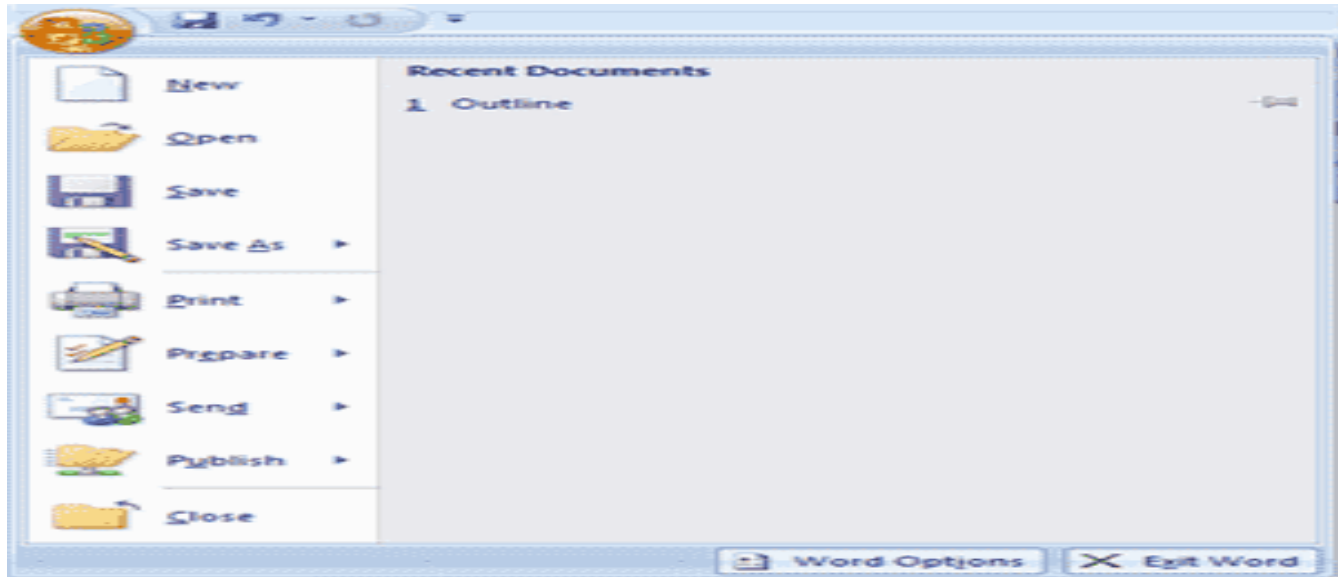 Recent Documents
1 Outline
New
Open
Save
Save As
Print
Prepare
Send
Publish
Close
Word Options
Exit Word